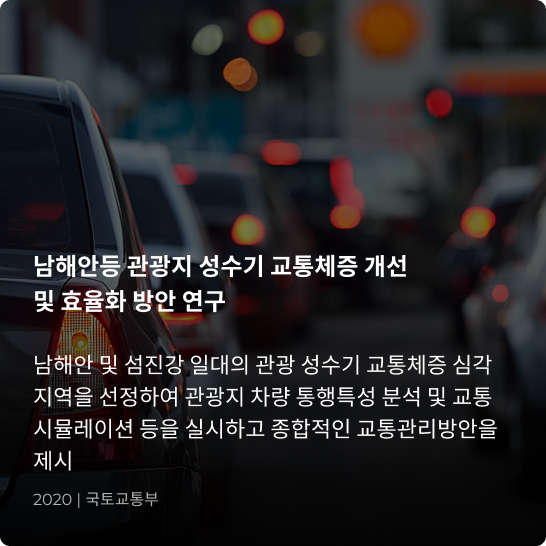 남해안등 관광지 성수기 교통체증 개선
및 효율화 방안 연구
남해안 및 섬진강 일대의 관광 성수기 교통체증 심각
지역을 선정하여 관광지 차량 통행특성 분석 및 교통
시뮬레이션 등을 실시하고 종합적인 교통관리방안을
제시
2020 | 국토교통부